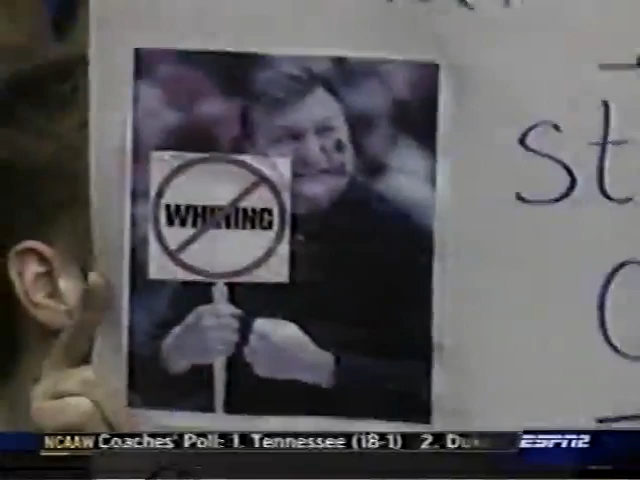 St
WHINING
NCAAW Coaches' Poll: 1. Tennessee (18-1) 2. Du
ESPN2